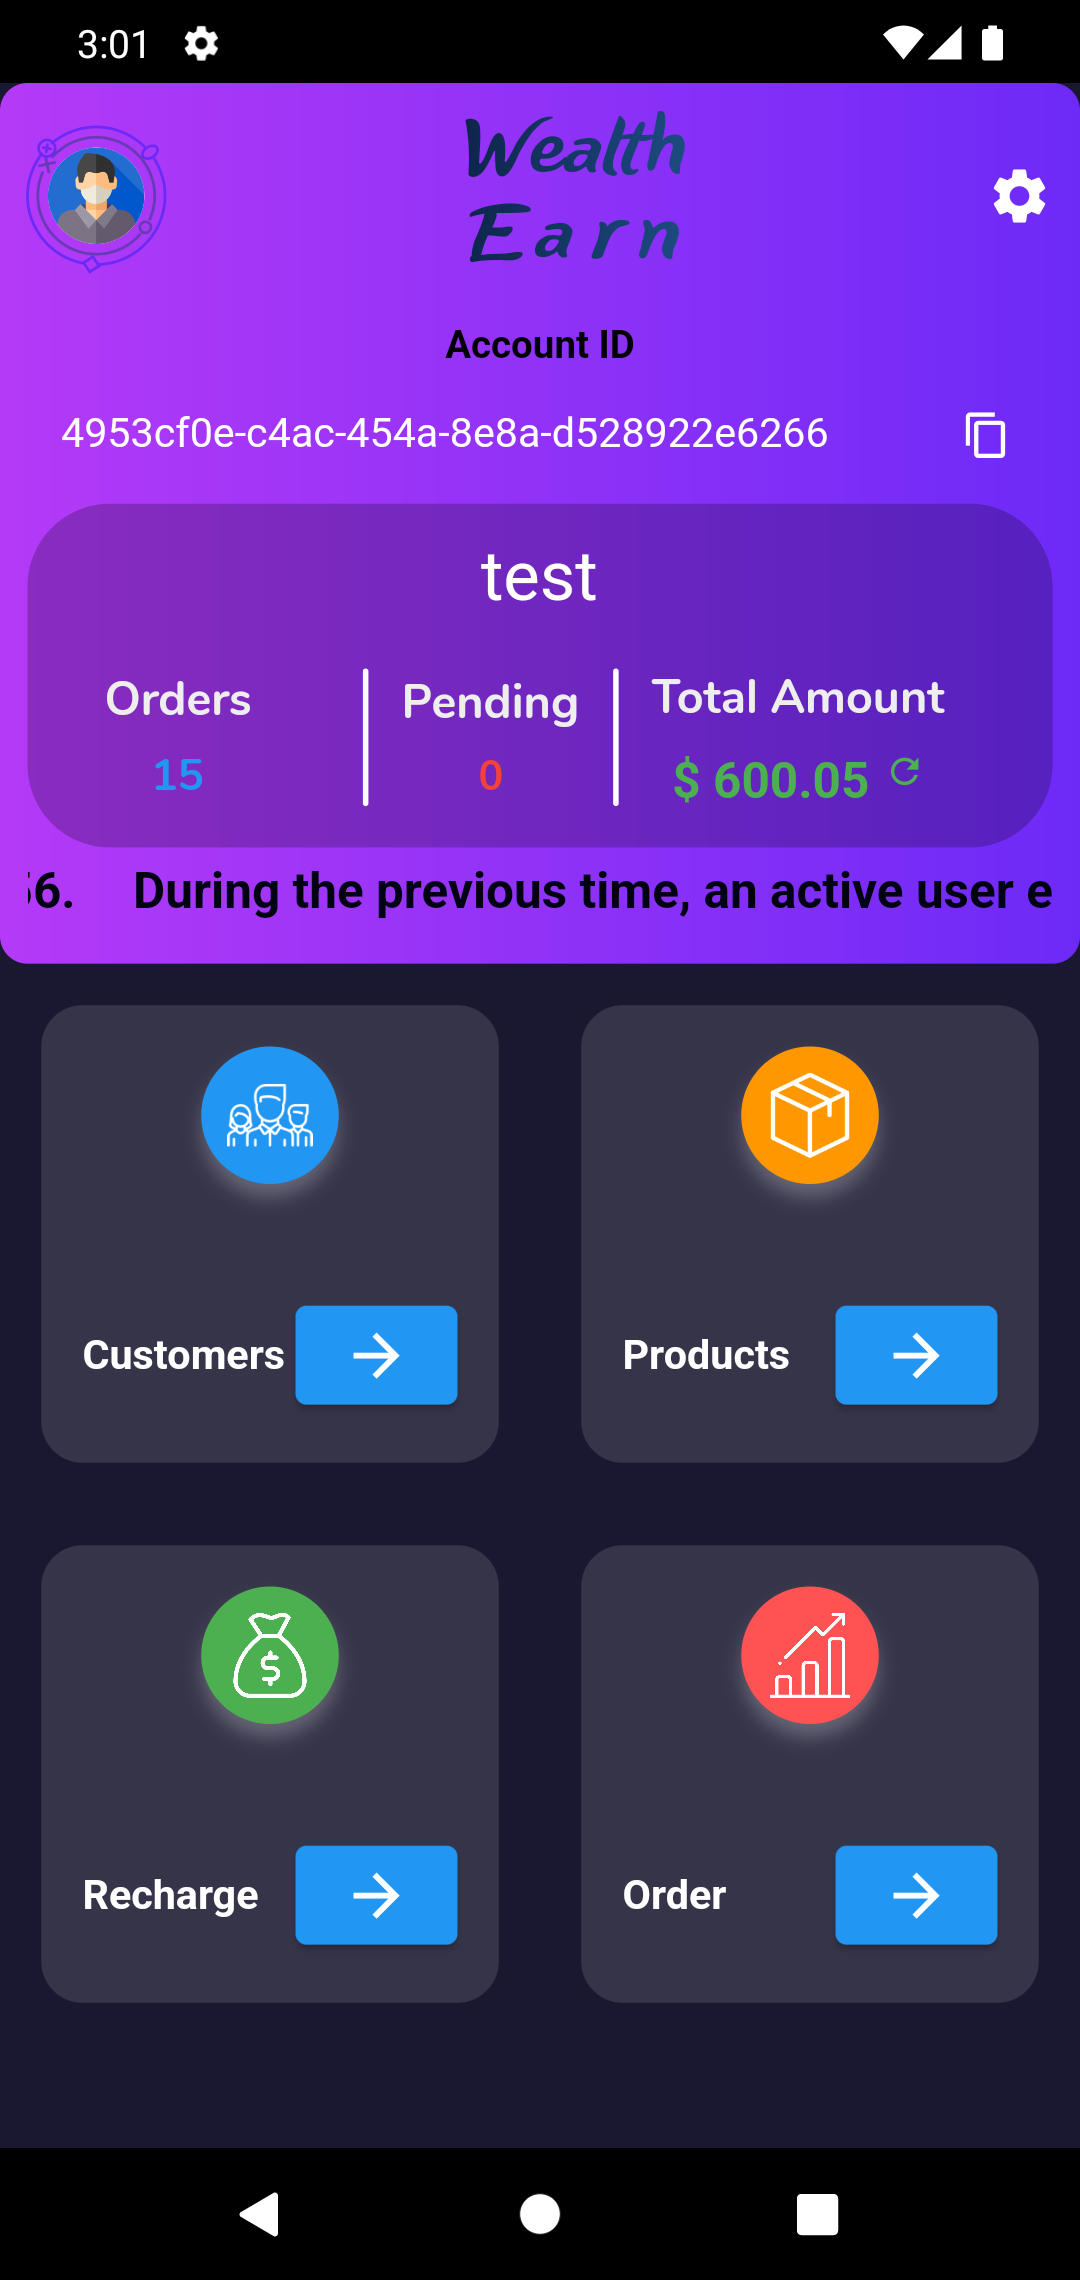 3:01
Wealth
Earn
Account ID
4953cf0e-c4ac-454a-8e8a-d528922e6266
test
Orders
Pending
Total Amount
15
0
$ 600.05
6. During the previous time, an active user e
Customers
Products
$
Recharge
Order